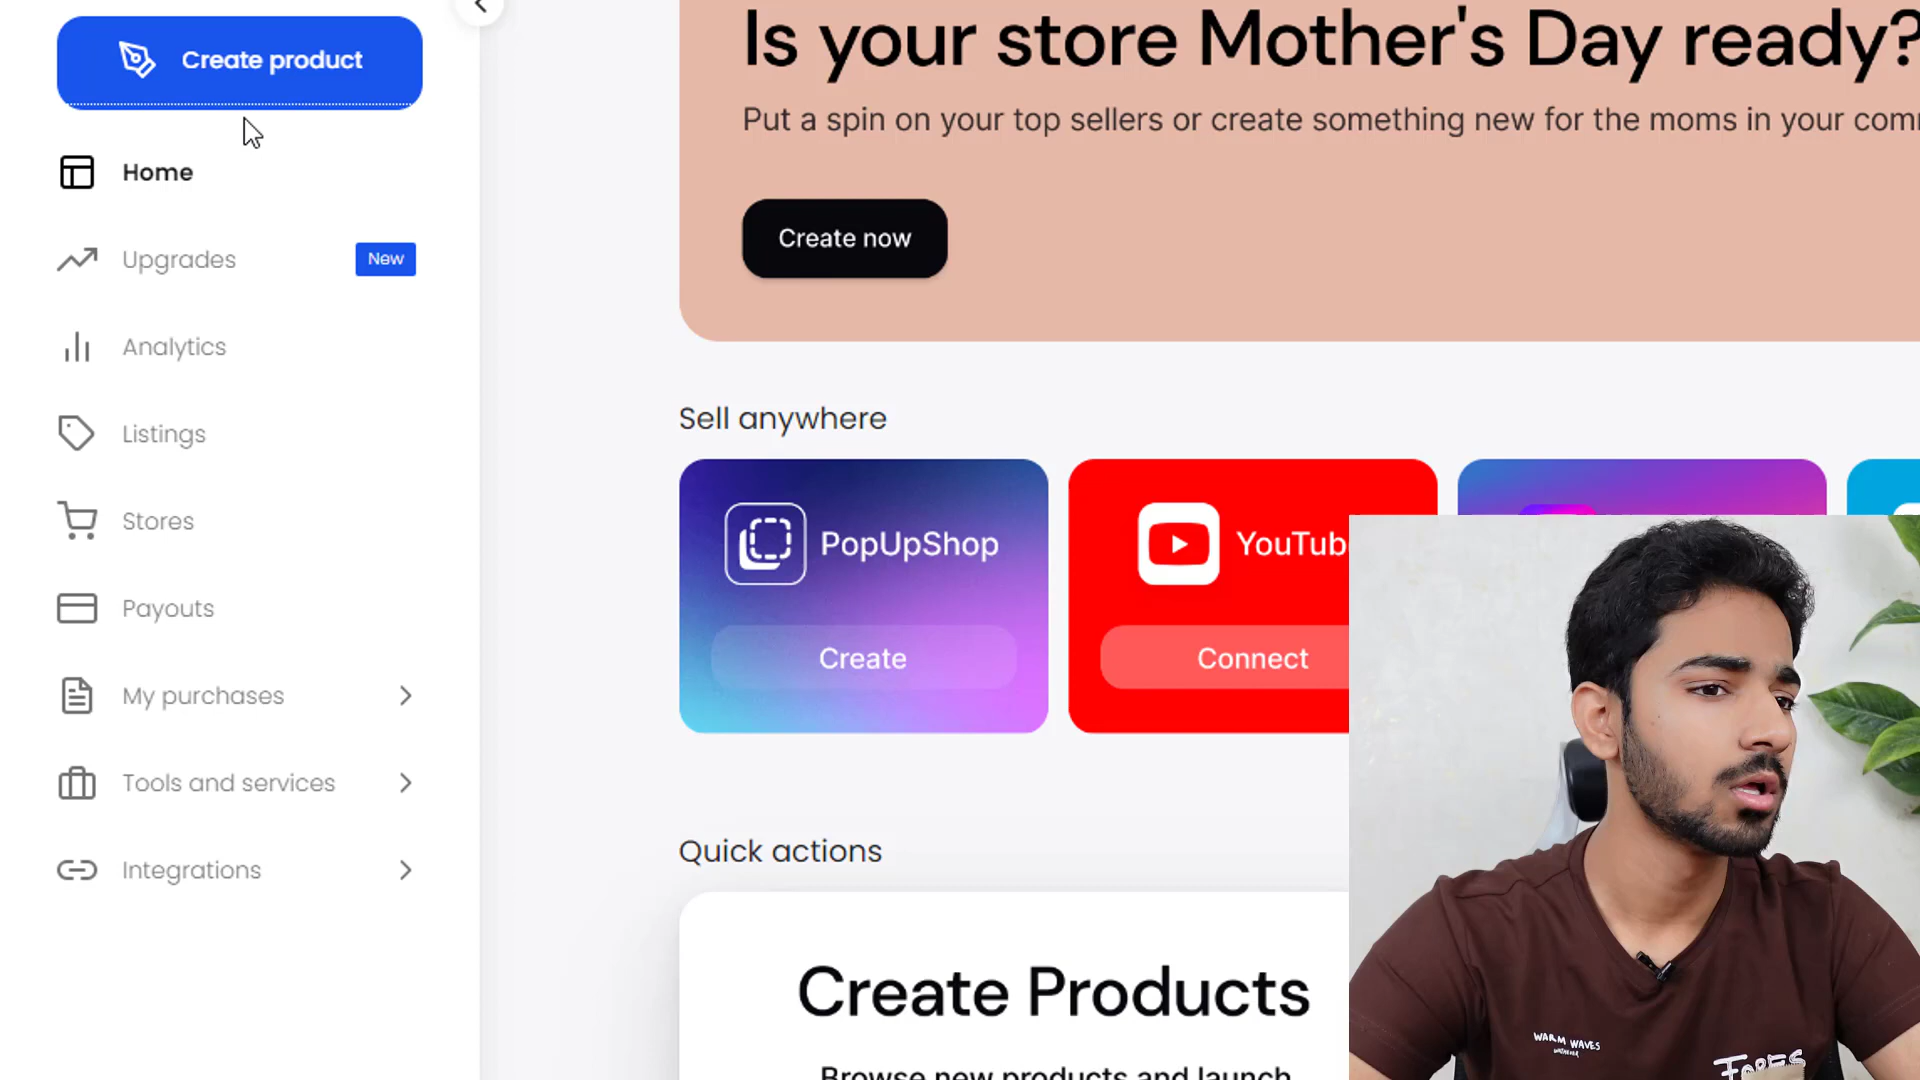 Create product
Home
Upgrades
New
Analytics
Listings
Stores
Payouts
My purchases
Tools and services
Integrations
Is your store Mother's Day ready?
Put a spin on your top sellers or create something new for the moms in your com
Create now
Sell anywhere
PopUpShop
Create
YouTub
Connect
Quick actions
Create Products
Browse new products and launch
WARM WAVES